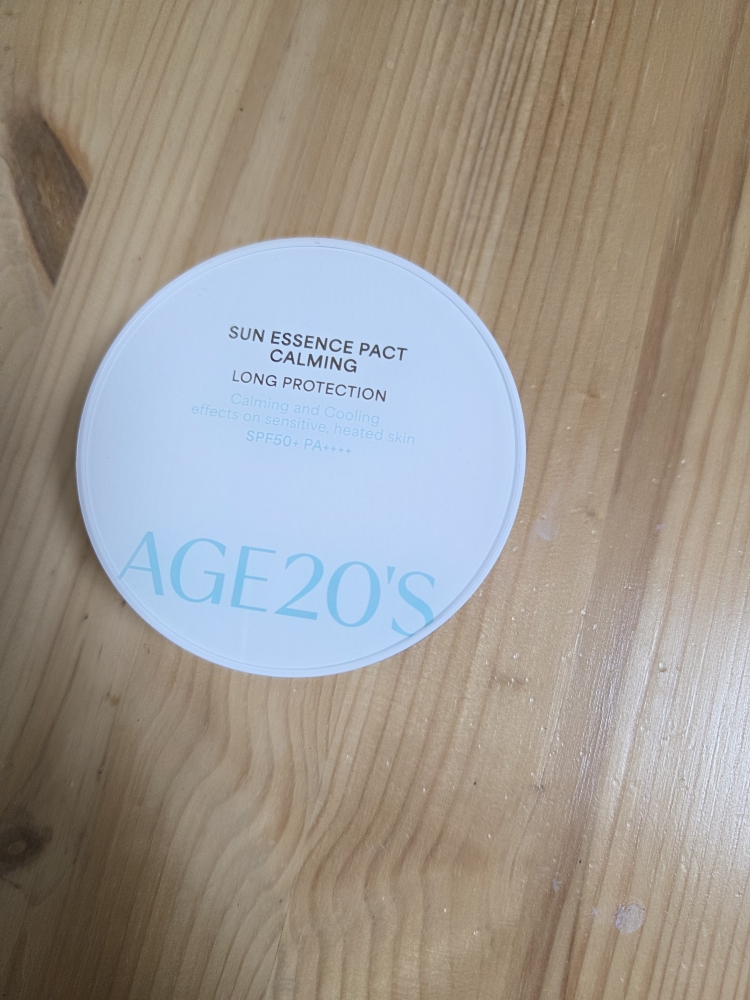 SUN ESSENCE PACT
CALMING
LONG PROTECTION
Calming and Cooling
effects on sensitive, heated skin
SPF50+ PA++++
AGE20'S